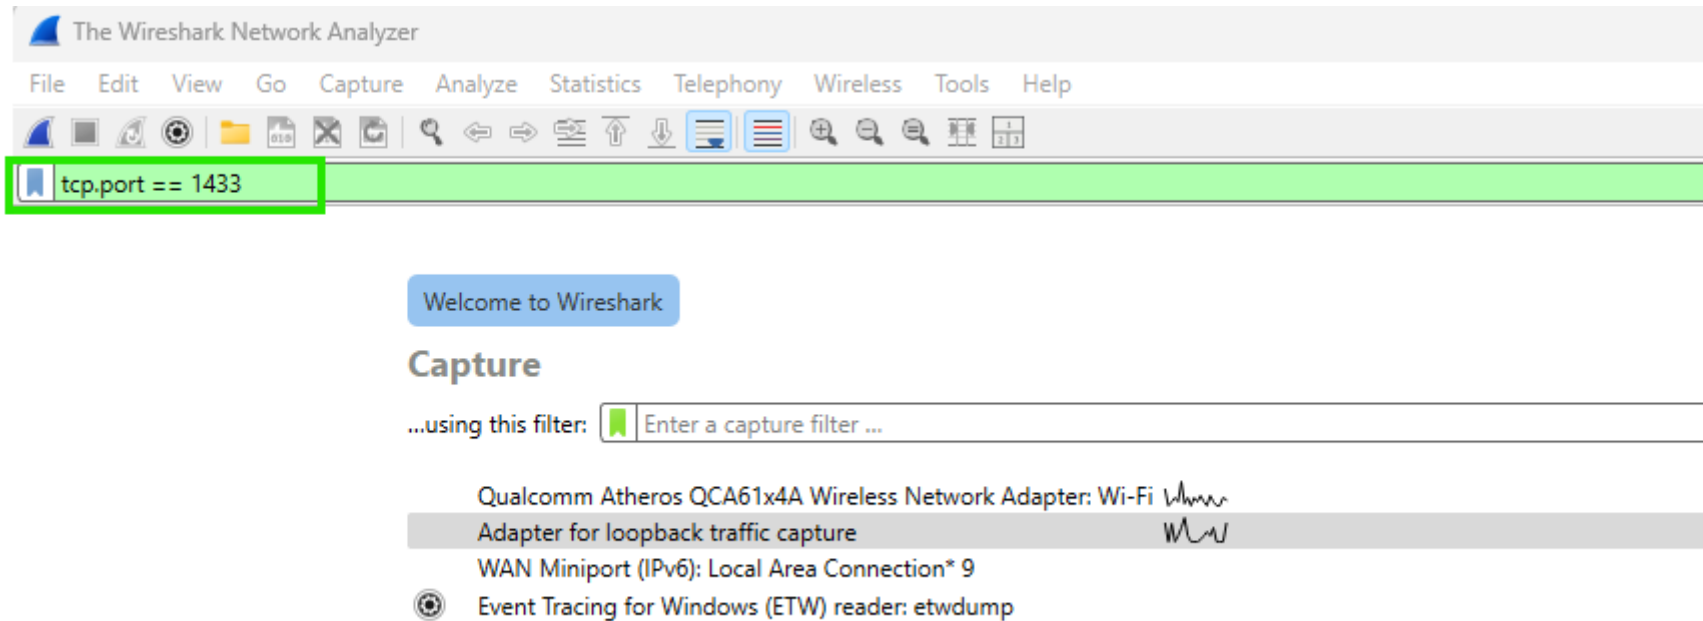 The Wireshark Network Analyzer
File Edit View Go Capture Analyze Statistics Telephony Wireless Tools Help
tcp.port == 1433
Welcome to Wireshark
Capture
...using this filter: Enter a capture filter ...
Qualcomm Atheros QCA61x4A Wireless Network Adapter: Wi-Fi
Adapter for loopback traffic capture
WAN Miniport (IPv6): Local Area Connection* 9
Event Tracing for Windows (ETW) reader: etwdump